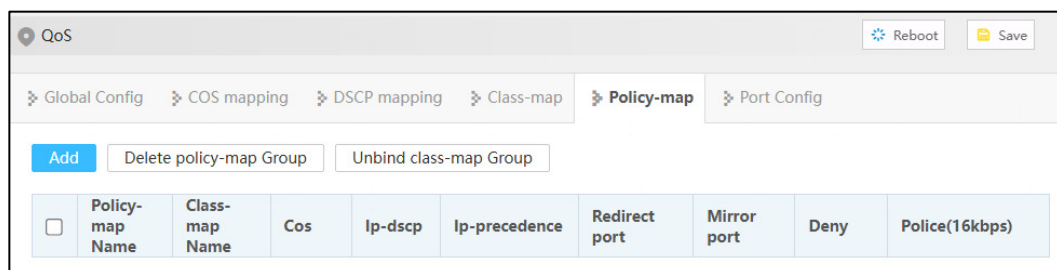 QoS Reboot Save
Global Config COS mapping DSCP mapping Class-map Policy-map Port Config
Add Delete policy-map Group Unbind class-map Group
Policy-map Name Class-map Name Cos Ip-dscp Ip-precedence Redirect port Mirror port Deny Police(16kbps)